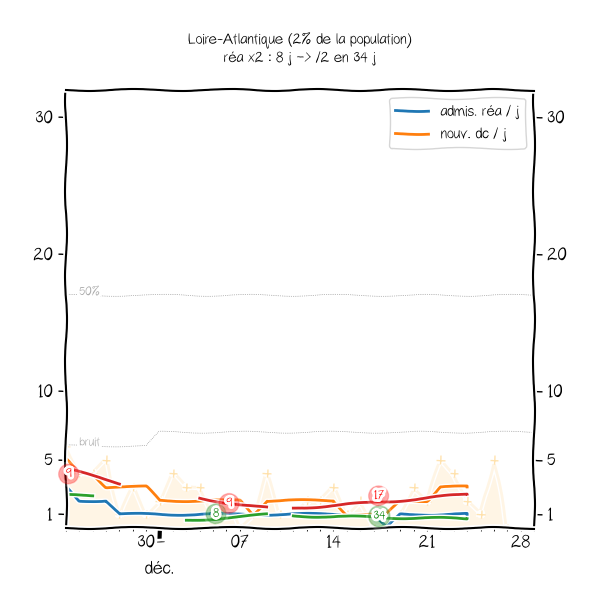 Loire-Atlantique (2% de la population)
réa x2 : 8 j -> /2 en 34 j
admis. réa / j
nouv. dc / j
30 30
20 20
50%
10 10
bruit
5 5
9
9
17
8
34
1 1
30 07 14 21 28
déc.